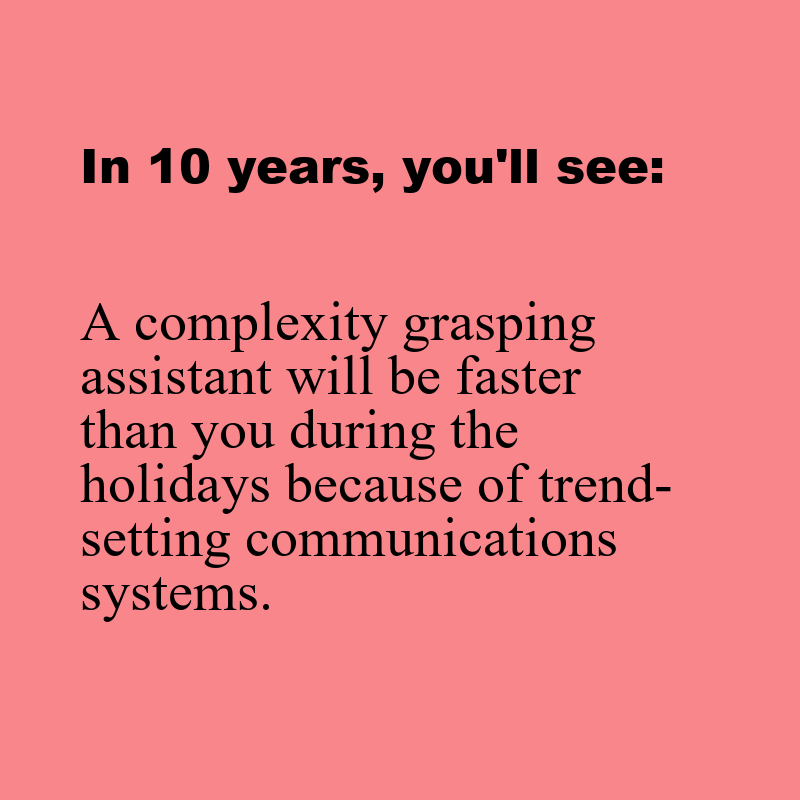 In 10 years, you'll see:
A complexity grasping
assistant will be faster
than you during the
holidays because of trend-
setting communications
systems.